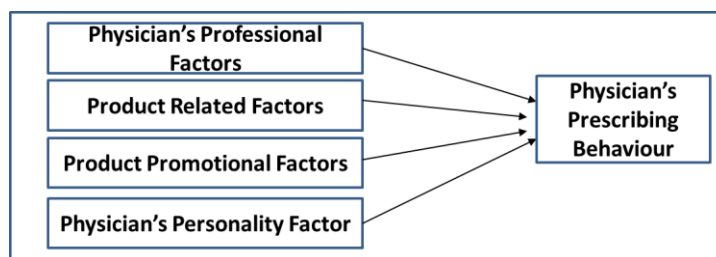 Physician's Professional
Factors
Product Related Factors
Product Promotional Factors
Physician's Personality Factor
Physician's
Prescribing
Behaviour